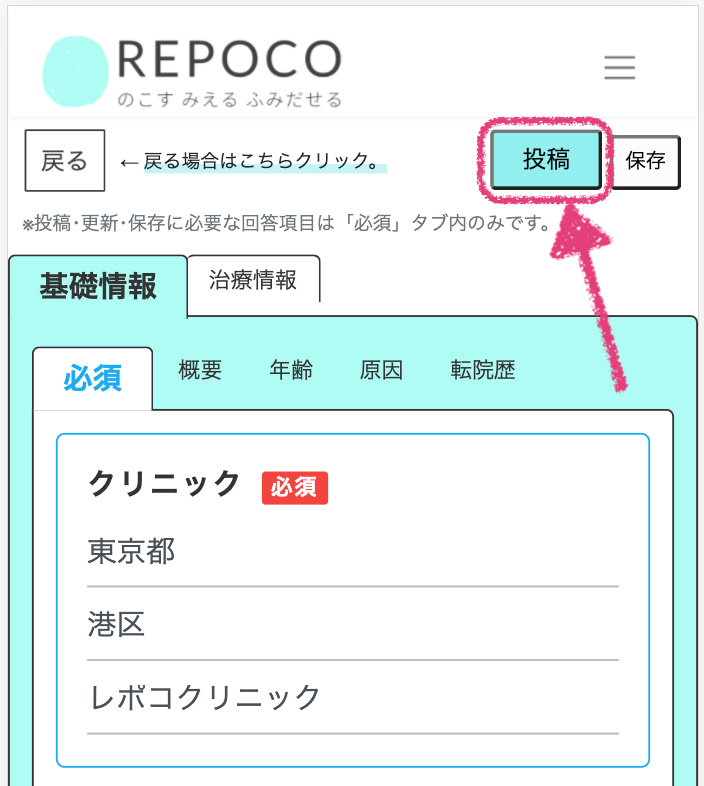 REPOCO
のこす みえる ふみだせる
戻る ←戻る場合はこちらクリック。 投稿 保存
※投稿･更新･保存に必要な回答項目は「必須」タブ内のみです。
基礎情報 治療情報
必須 概要 年齢 原因 転院歴
クリニック 必須
東京都
港区
レポコクリニック